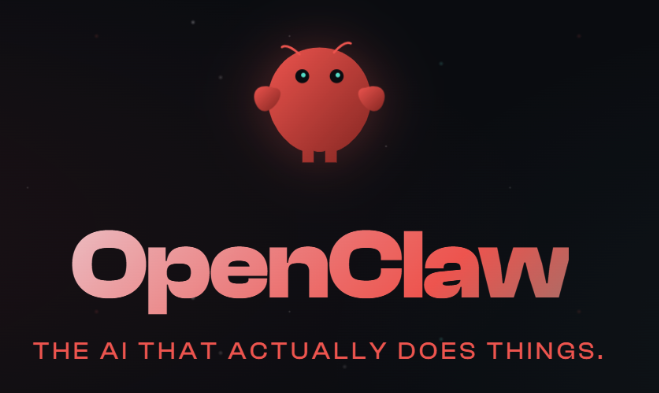 OpenClaw
THE AI THAT ACTUALLY DOES THINGS.